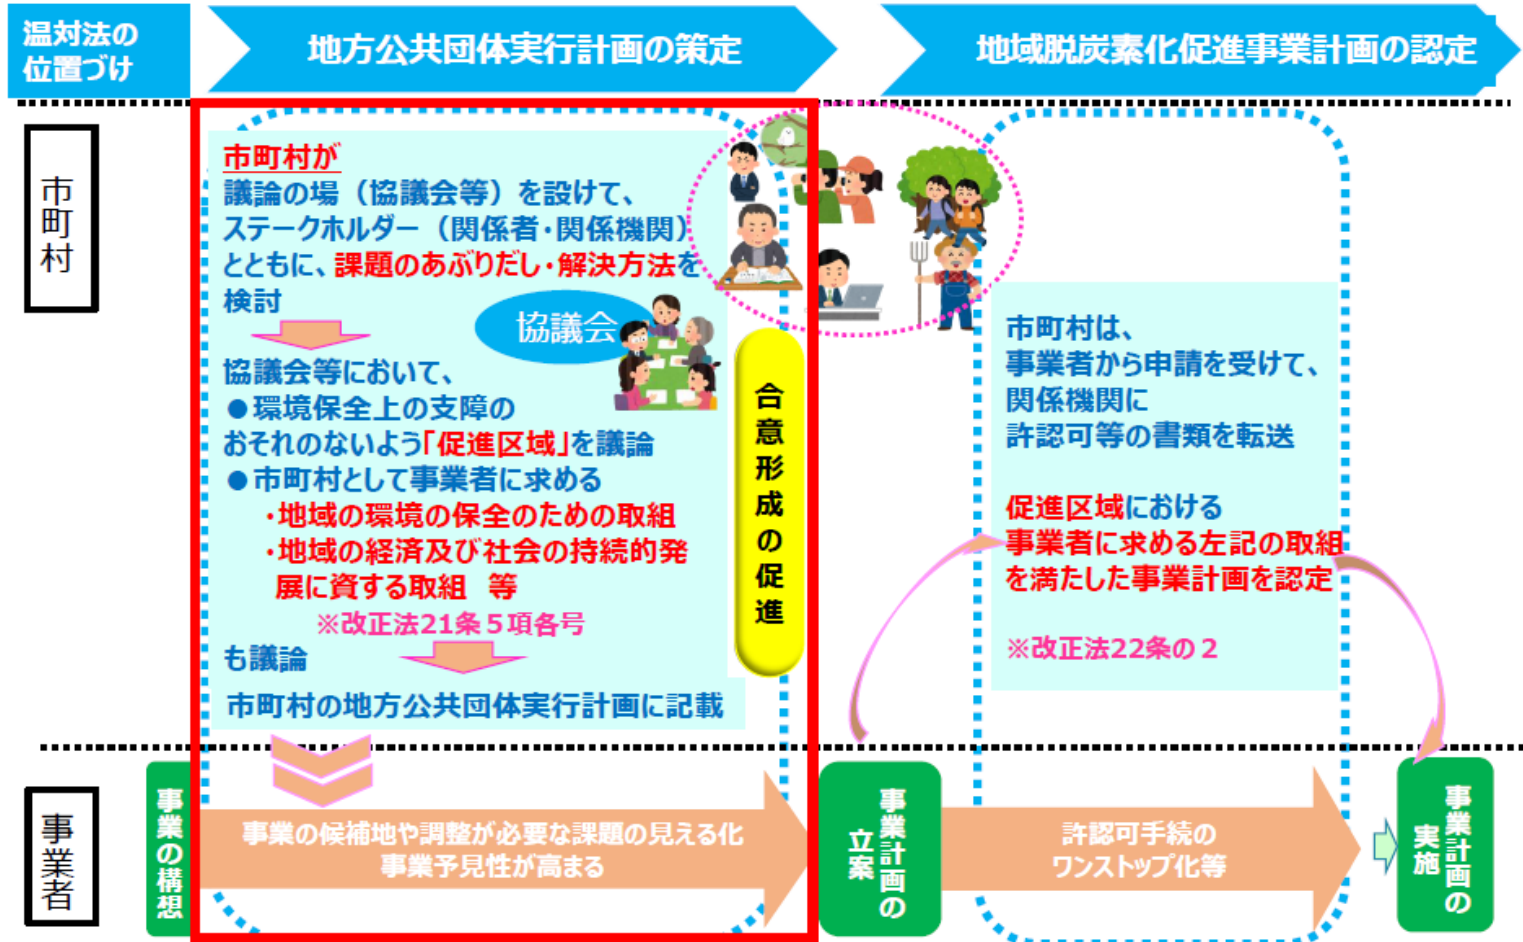 温対法の
位置づけ
地方公共団体実行計画の策定
地域脱炭素化促進事業計画の認定
市町村
市町村が
議論の場（協議会等）を設けて、
ステークホルダー（関係者・関係機関）
とともに、課題のあぶりだし・解決方法を
検討
協議会
協議会等において、
●環境保全上の支障の
おそれのないよう「促進区域」を議論
●市町村として事業者に求める
・地域の環境の保全のための取組
・地域の経済及び社会の持続的発
展に資する取組　等
※改正法21条５項各号
も議論
市町村の地方公共団体実行計画に記載
合意形成の促進
市町村は、
事業者から申請を受けて、
関係機関に
許認可等の書類を転送
促進区域における
事業者に求める左記の取組
を満たした事業計画を認定
※改正法22条の２
事業者
事業の構想
事業の候補地や調整が必要な課題の見える化
事業予見性が高まる
事業計画の
立案
許認可手続の
ワンストップ化等
事業計画の
実施